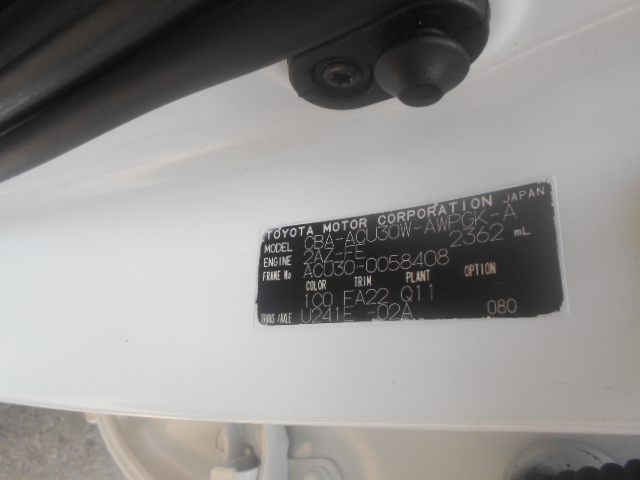 TOYOTA MOTOR CORPORATION JAPAN
MODEL CBA-ACU30W-AWPGK-A
ENGINE 2AZ-FE 2362 mL
FRAME No ACU30-0058408
COLOR TRIM PLANT OPTION
1C0 FA22 Q11
TRANS/AXLE U241E -02A 080